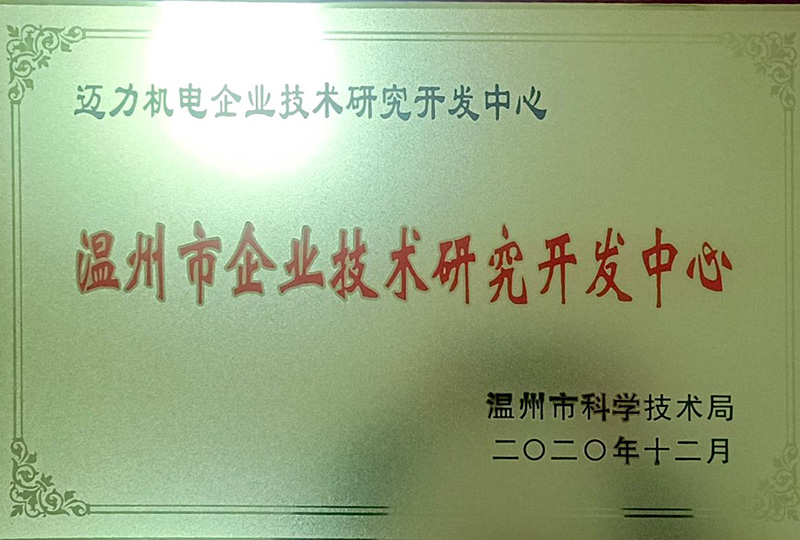 迈力机电企业技术研究开发中心
温州市企业技术研究开发中心
温州市科学技术局
二〇二〇年十二月